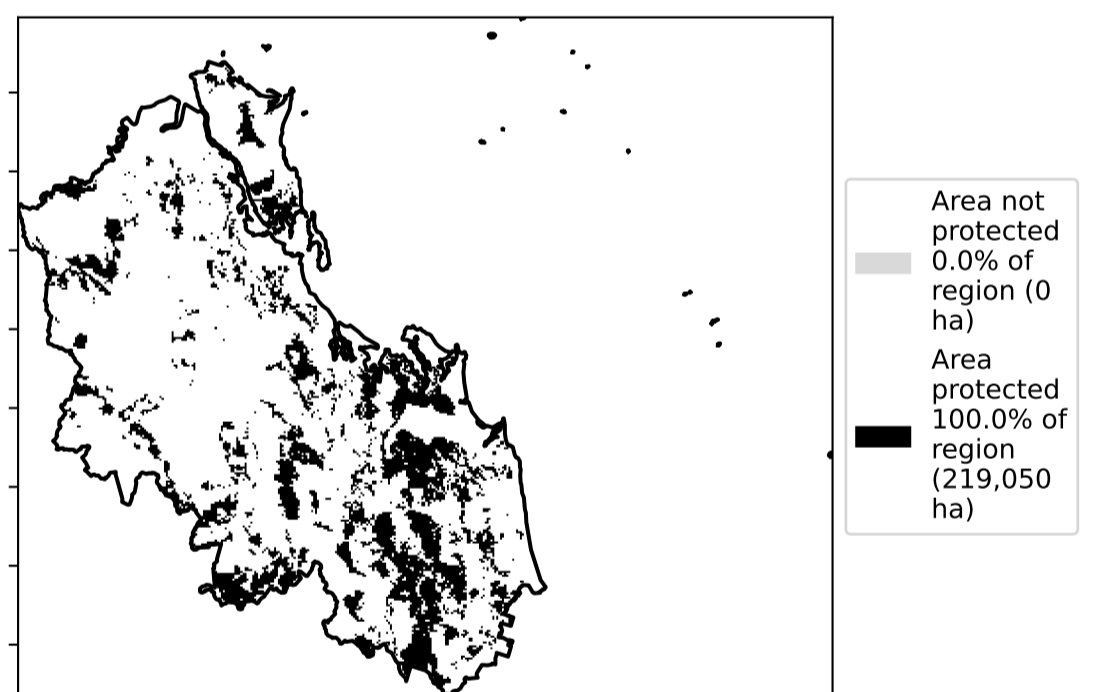 Area not
protected
0.0% of
region (0
ha)
Area
protected
100.0% of
region
(219,050
ha)